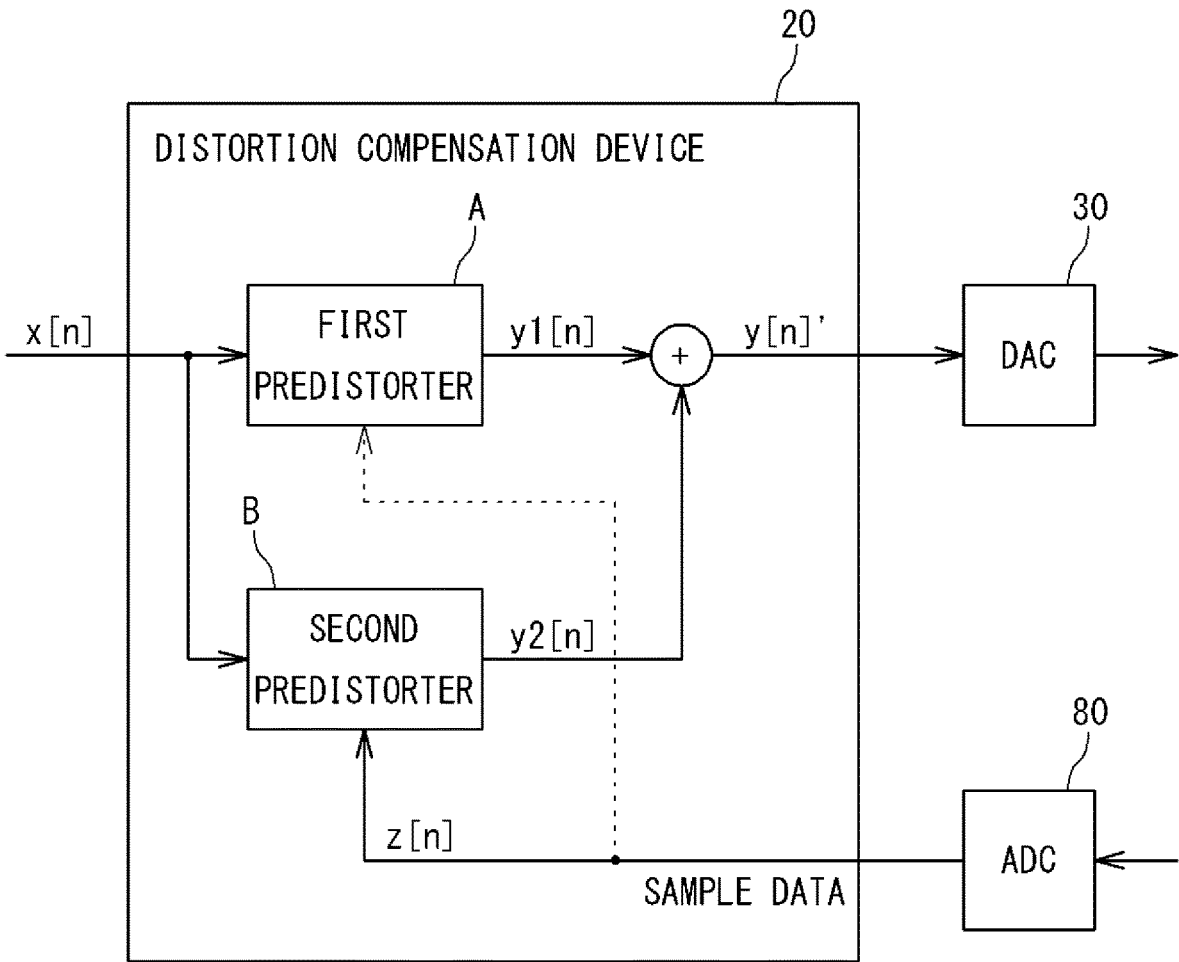 20
DISTORTION COMPENSATION DEVICE
A
30
x[n]
FIRST
PREDISTORTER
y1[n]
+
y[n]'
DAC
B
SECOND
PREDISTORTER
y2[n]
80
z[n]
ADC
SAMPLE DATA